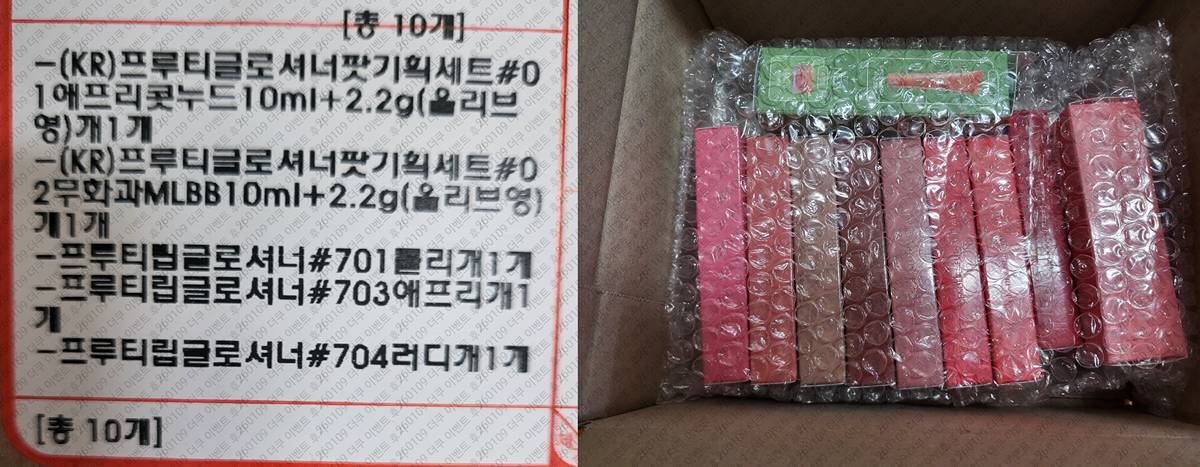 [총 10개]
-(KR)프루티글로셔너팟기획세트#0
1애프리콧누드10ml+2.2g(올리브
영)개1개
-(KR)프루티글로셔너팟기획세트#0
2무화과MLBB10ml+2.2g(올리브영)
개1개
-프루티립글로셔너#701플리개1개
-프루티립글로셔너#703애프리개1
개
-프루티립글로셔너#704러디개1개
[총 10개]